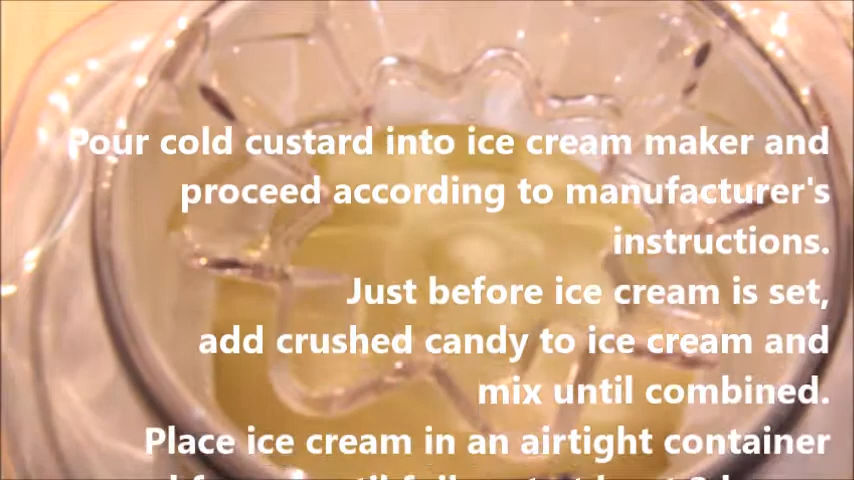 Pour cold custard into ice cream maker and
proceed according to manufacturer's
instructions.
Just before ice cream is set,
add crushed candy to ice cream and
mix until combined.
Place ice cream in an airtight container